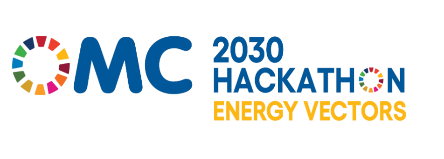 OMC
2030
HACKATHON
ENERGY VECTORS